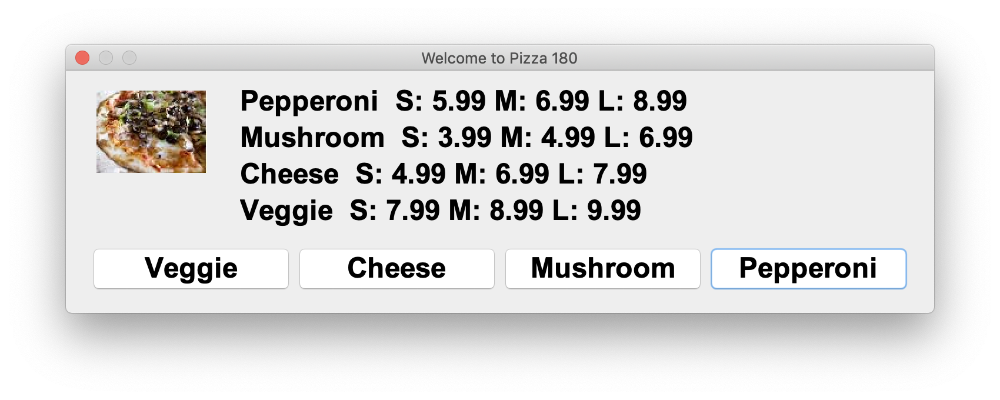 Welcome to Pizza 180
Pepperoni  S: 5.99 M: 6.99 L: 8.99
Mushroom  S: 3.99 M: 4.99 L: 6.99
Cheese  S: 4.99 M: 6.99 L: 7.99
Veggie  S: 7.99 M: 8.99 L: 9.99
Veggie Cheese Mushroom Pepperoni